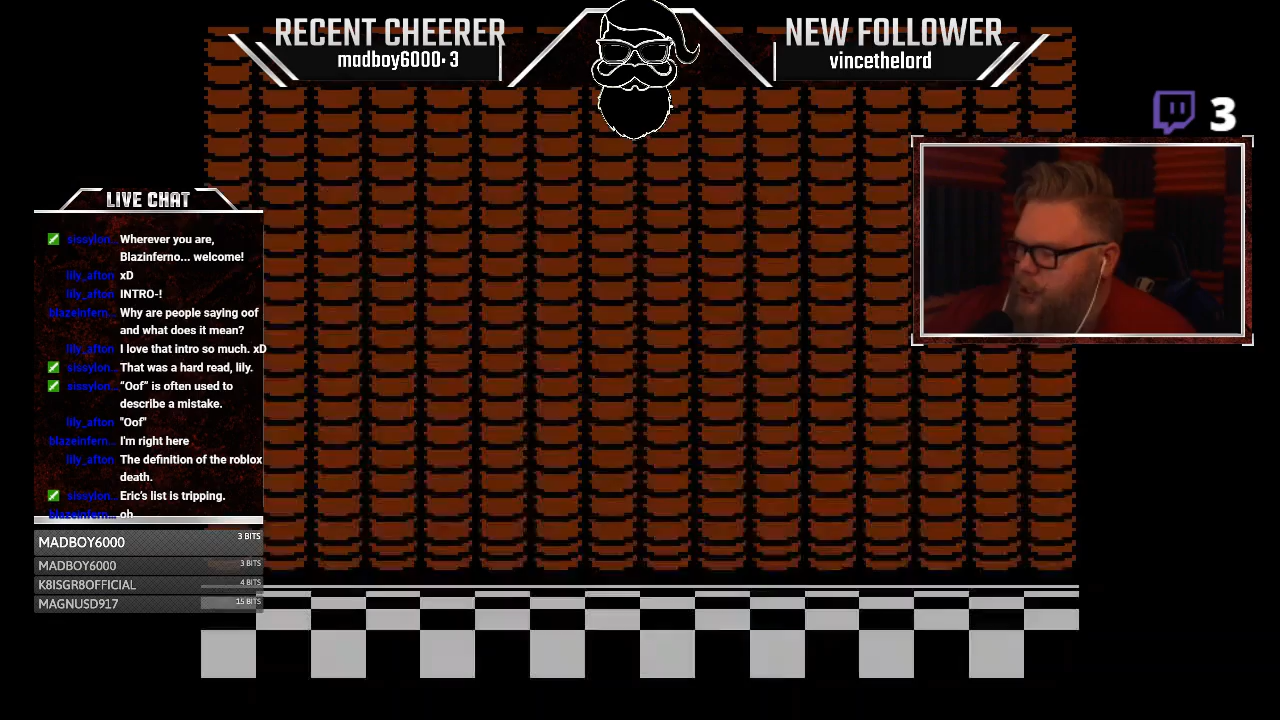 RECENT CHEERER
madboy6000· 3
NEW FOLLOWER
vincethelord
3
LIVE CHAT
sissylon... Wherever you are,
Blazinferno... welcome!
lily_afton xD
lily_afton INTRO-!
blazeinfern... Why are people saying oof
and what does it mean?
lily_afton I love that intro so much. xD
sissylon... That was a hard read, lily.
sissylon... “Oof” is often used to
describe a mistake.
lily_afton "Oof"
blazeinfern... I'm right here
lily_afton The definition of the roblox
death.
sissylon... Eric’s list is tripping.
blazeinfern... oh
MADBOY6000 3 BITS
MADBOY6000 3 BITS
K8ISGR8OFFICIAL 4 BITS
MAGNUSD917 15 BITS